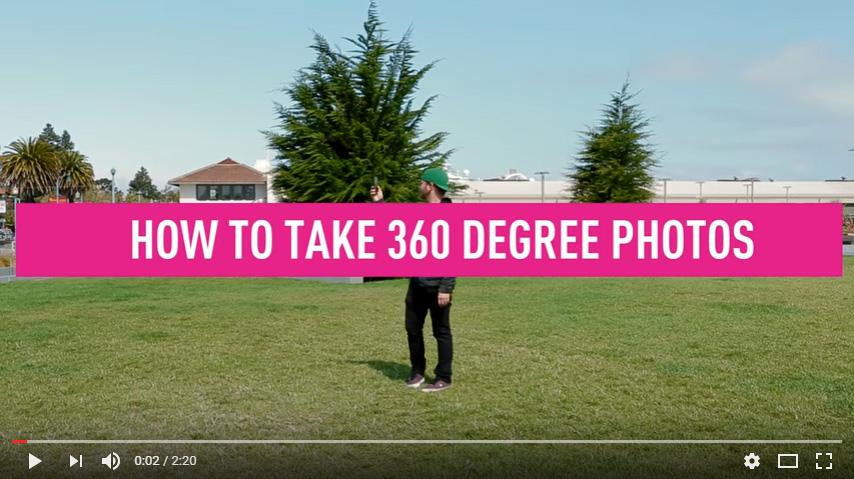 HOW TO TAKE 360 DEGREE PHOTOS
0:02 / 2:20